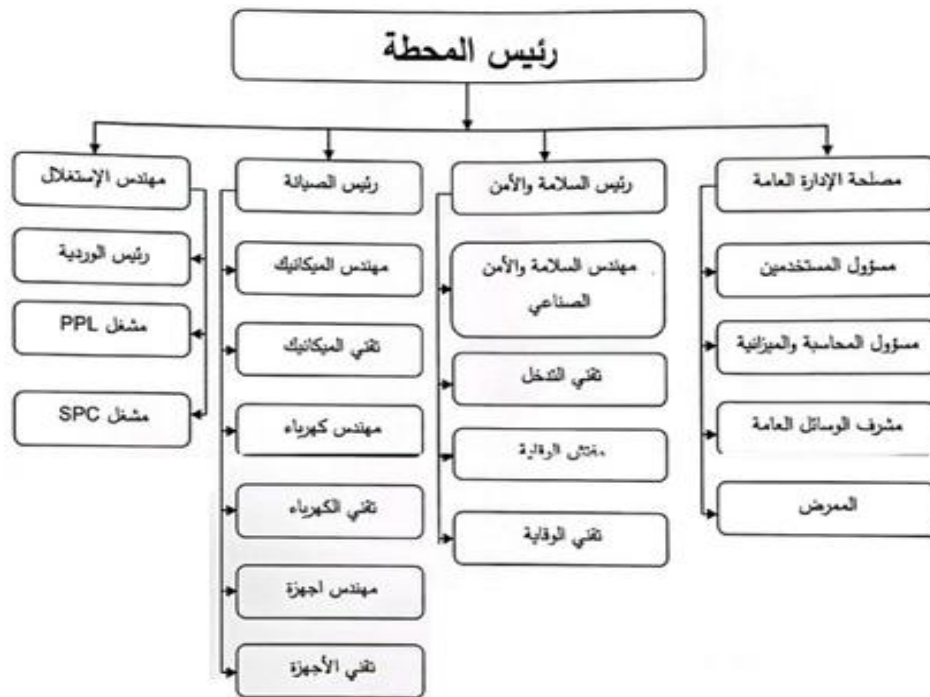 رئيس المحطة
مصلحة الإدارة العامة
مسؤول المستخدمين
مسؤول المحاسبة والميزانية
مشرف الوسائل العامة
الممرض
رئيس السلامة والأمن
مهندس السلامة والأمن
الصناعي
تقني التدخل
مفتش الوقاية
تقني الوقاية
رئيس الصيانة
مهندس الميكانيك
تقني الميكانيك
مهندس كهرباء
تقني الكهرباء
مهندس اجهزة
تقني الأجهزة
مهندس الإستغلال
رئيس الوردية
مشغل PPL
مشغل SPC